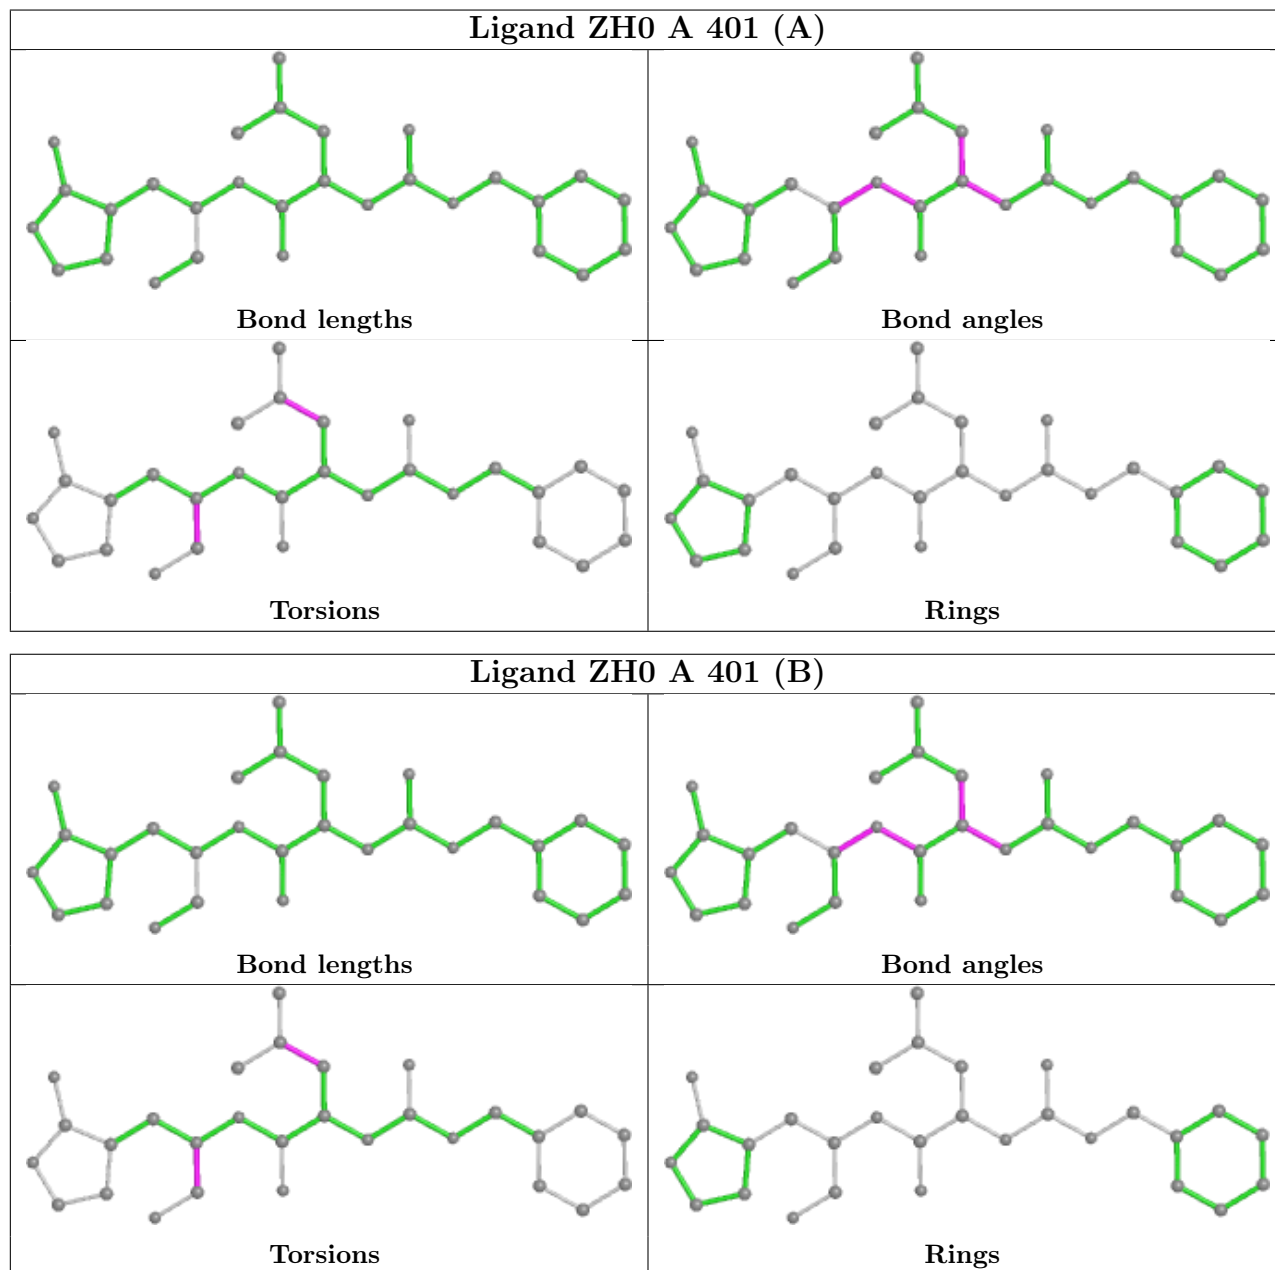 Ligand ZH0 A 401 (A)
Bond lengths
Bond angles
Torsions
Rings
Ligand ZH0 A 401 (B)
Bond lengths
Bond angles
Torsions
Rings